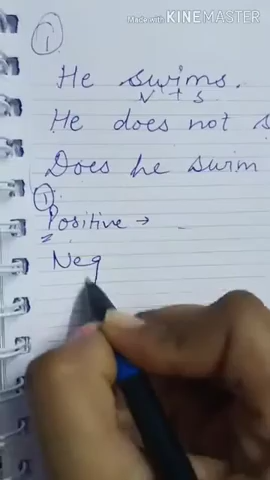 Made with KINEMASTER
①
He swims.
V + s
He does not s
Does he swim
①
Positive →
Neg